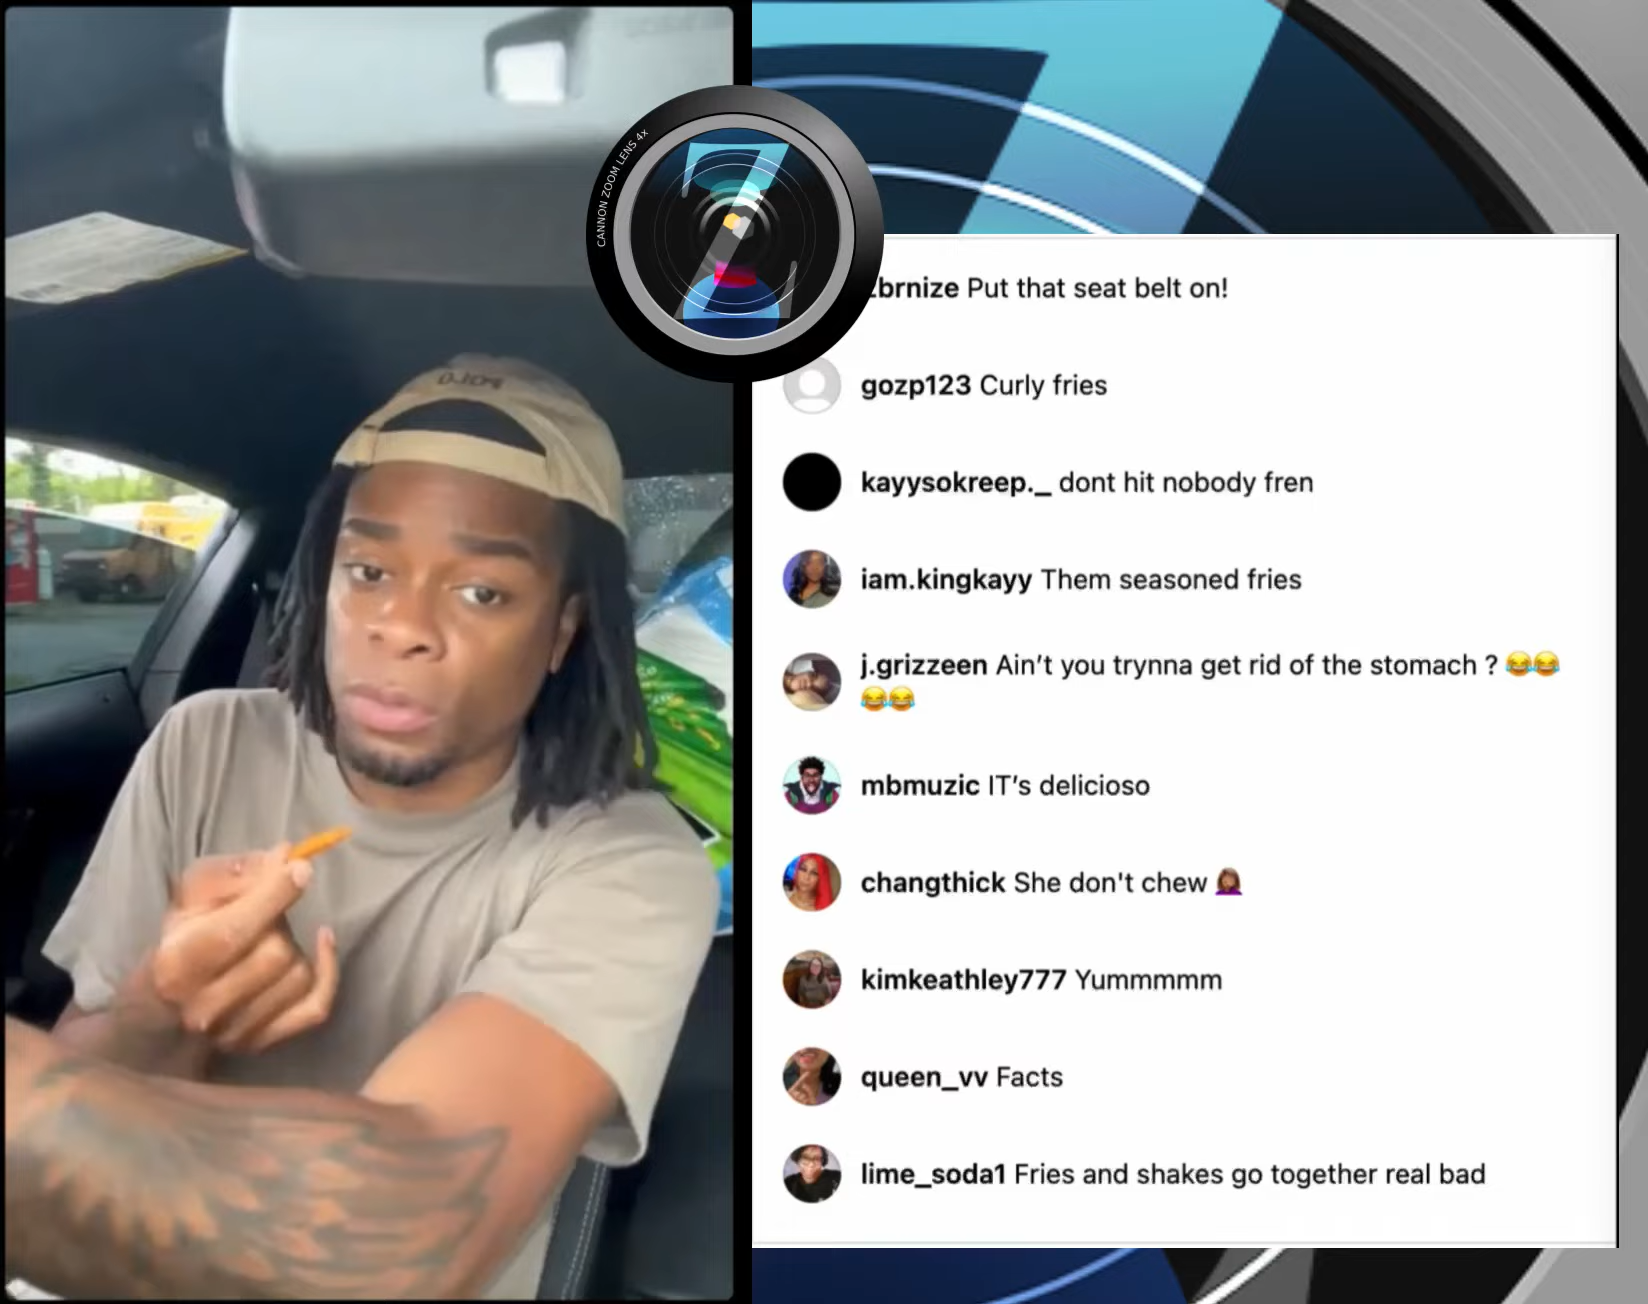 CANNON ZOOM LENS 4x
brnize Put that seat belt on!
gozp123 Curly fries
kayysokreep._ dont hit nobody fren
iam.kingkayy Them seasoned fries
j.grizzeen Ain't you trynna get rid of the stomach ? 😂😂
😂😂
mbmuzic IT's delicioso
changthick She don't chew 🤦🏾‍♀️
kimkeathley777 Yummmmm
queen_vv Facts
lime_soda1 Fries and shakes go together real bad